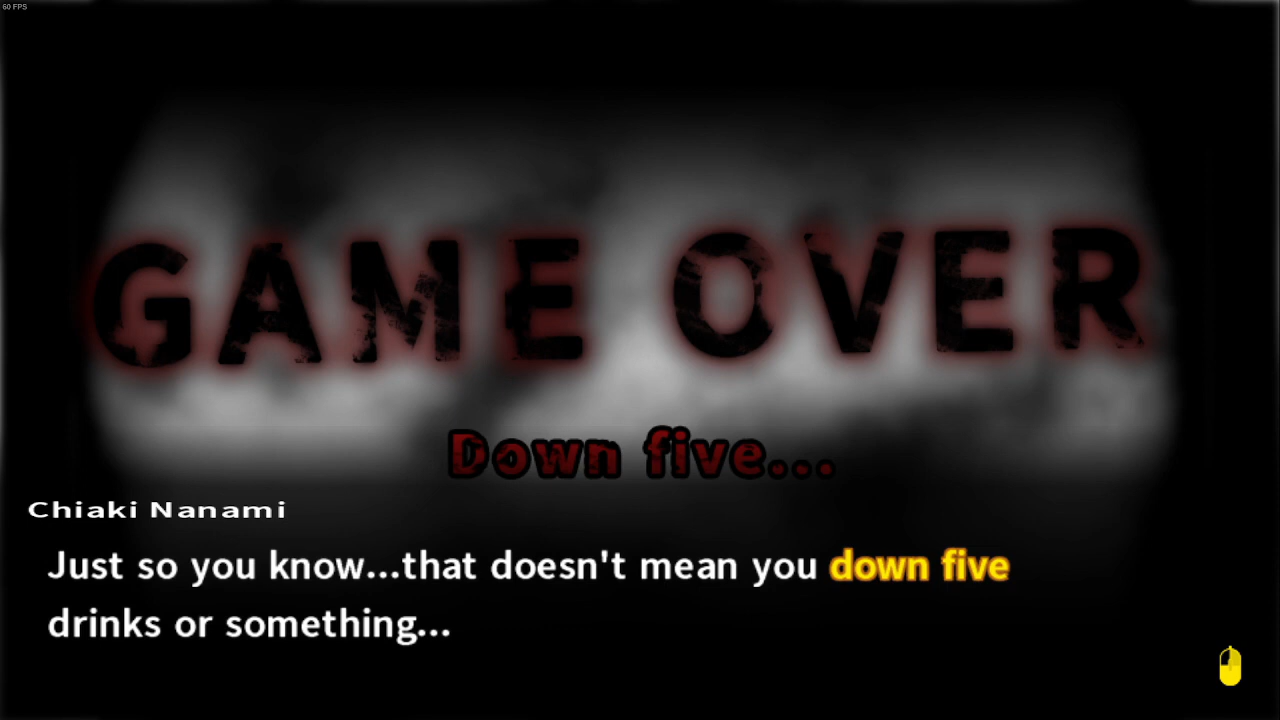 60 FPS
GAME OVER
Down five...
Chiaki Nanami
Just so you know...that doesn't mean you down five
drinks or something...